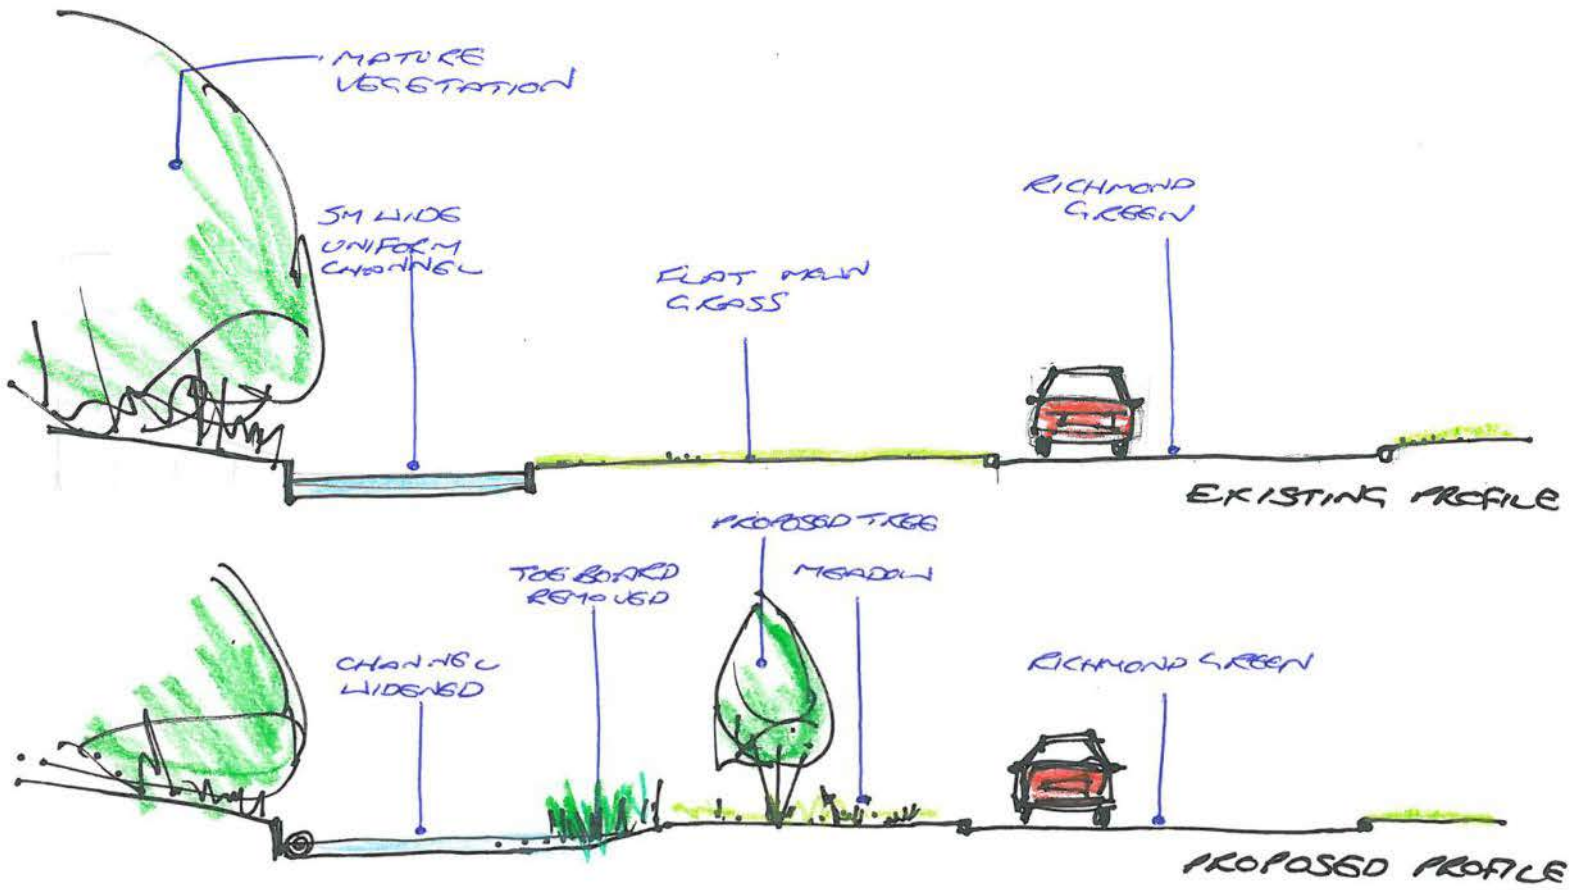 MATURE
VEGETATION
5M WIDE
UNIFORM
CHANNEL
RICHMOND
GREEN
FLAT MOWN
GRASS
EXISTING PROFILE
PROPOSED TREE
TOE BOARD
REMOVED
MEADOW
CHANNEL
WIDENED
RICHMOND GREEN
PROPOSED PROFILE